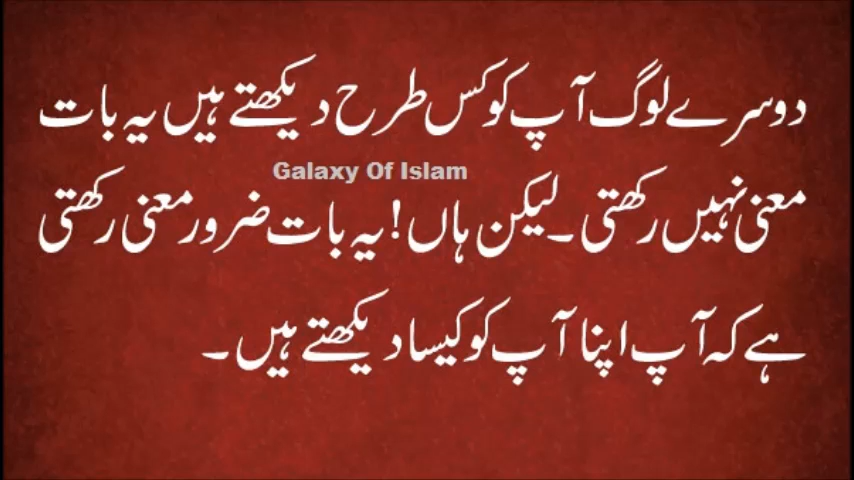 دوسرے لوگ آپ کو کس طرح دیکھتے ہیں یہ بات
Galaxy Of Islam
معنی نہیں رکھتی۔ لیکن ہاں! یہ بات ضرور معنی رکھتی
ہے کہ آپ اپنا آپ کو کیسا دیکھتے ہیں۔